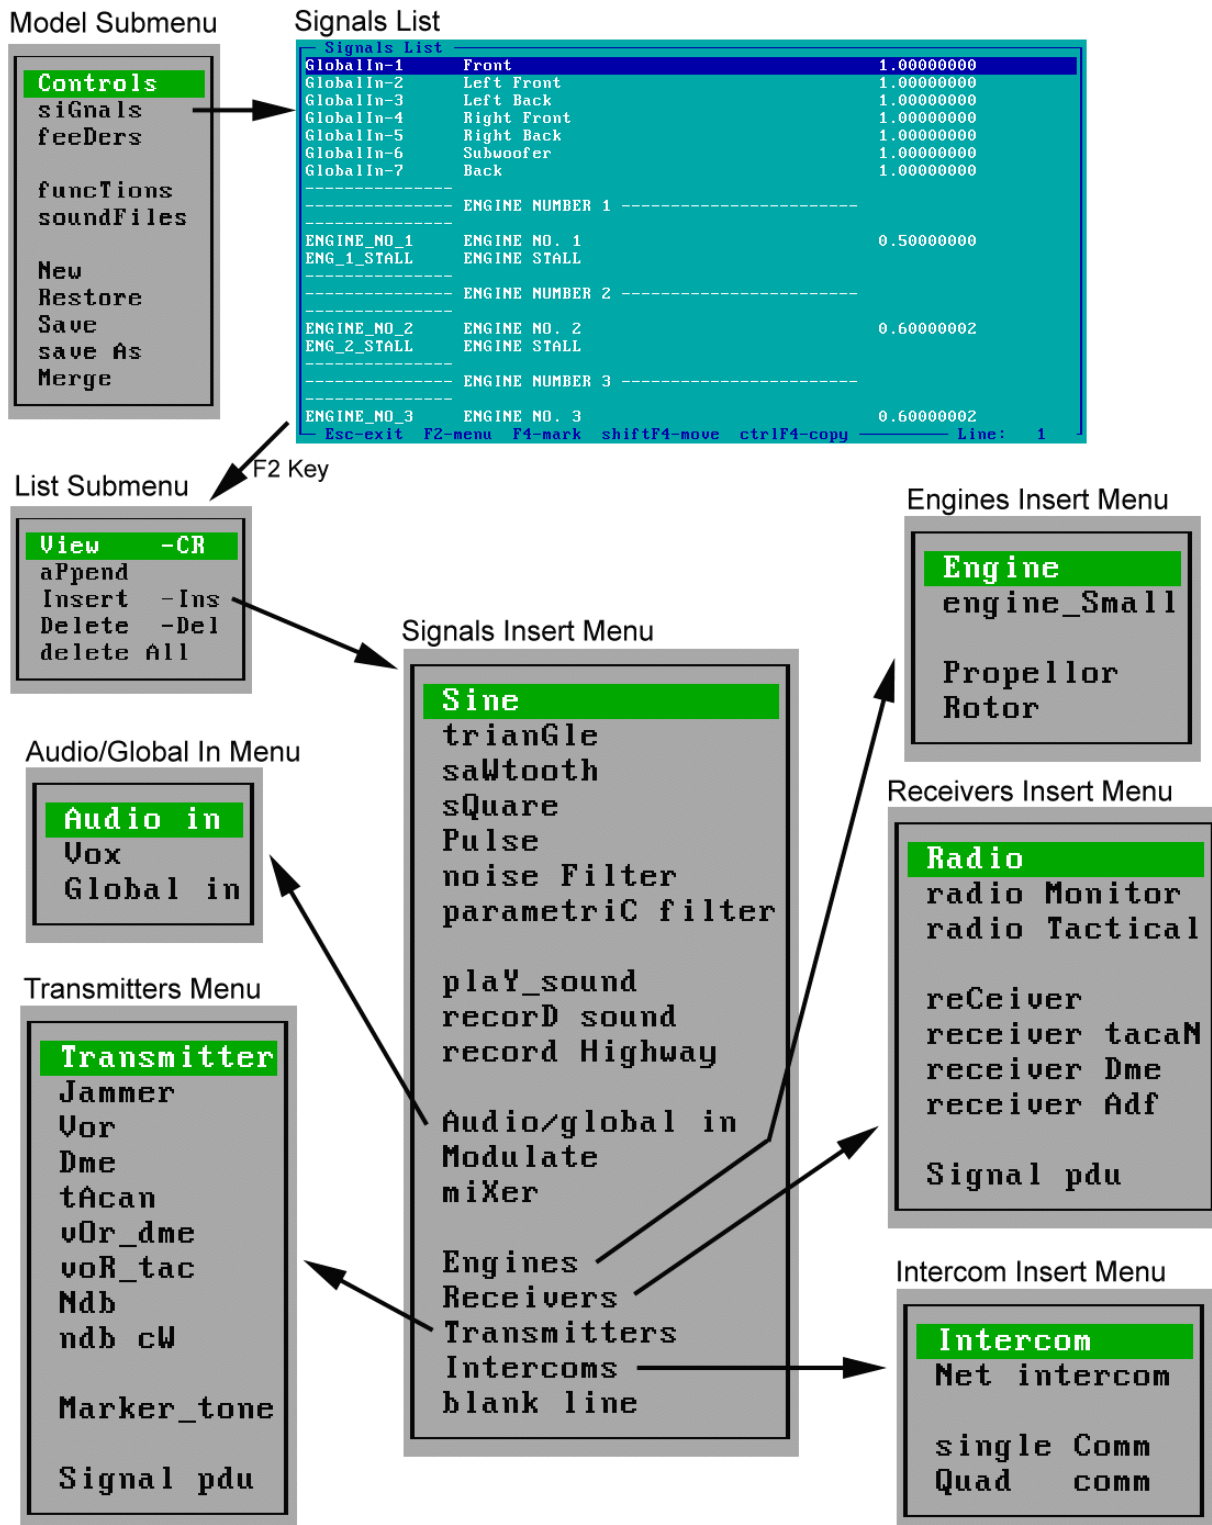 Model Submenu
Controls
siGnals
feeDers
funcTions
soundFiles
New
Restore
Save
save As
Merge
Signals List
Signals List
GlobalIn-1 Front 1.00000000
GlobalIn-2 Left Front 1.00000000
GlobalIn-3 Left Back 1.00000000
GlobalIn-4 Right Front 1.00000000
GlobalIn-5 Right Back 1.00000000
GlobalIn-6 Subwoofer 1.00000000
GlobalIn-7 Back 1.00000000
---------------
--------------- ENGINE NUMBER 1 ------------------------
---------------
ENGINE_NO_1 ENGINE NO. 1 0.50000000
ENG_1_STALL ENGINE STALL
---------------
--------------- ENGINE NUMBER 2 ------------------------
---------------
ENGINE_NO_2 ENGINE NO. 2 0.60000002
ENG_2_STALL ENGINE STALL
---------------
--------------- ENGINE NUMBER 3 ------------------------
---------------
ENGINE_NO_3 ENGINE NO. 3 0.60000002
Esc-exit F2-menu F4-mark shiftF4-move ctrlF4-copy Line: 1
F2 Key
List Submenu
View -CR
aPpend
Insert -Ins
Delete -Del
delete All
Audio/Global In Menu
Audio in
Vox
Global in
Transmitters Menu
Transmitter
Jammer
Vor
Dme
tAcan
vOr_dme
voR_tac
Ndb
ndb cW
Marker_tone
Signal pdu
Signals Insert Menu
Sine
trianGle
saWtooth
sQuare
Pulse
noise Filter
parametriC filter
plaY_sound
recorD sound
record Highway
Audio/global in
Modulate
miXer
Engines
Receivers
Transmitters
Intercoms
blank line
Engines Insert Menu
Engine
engine_Small
Propellor
Rotor
Receivers Insert Menu
Radio
radio Monitor
radio Tactical
reCeiver
receiver tacaN
receiver Dme
receiver Adf
Signal pdu
Intercom Insert Menu
Intercom
Net intercom
single Comm
Quad comm